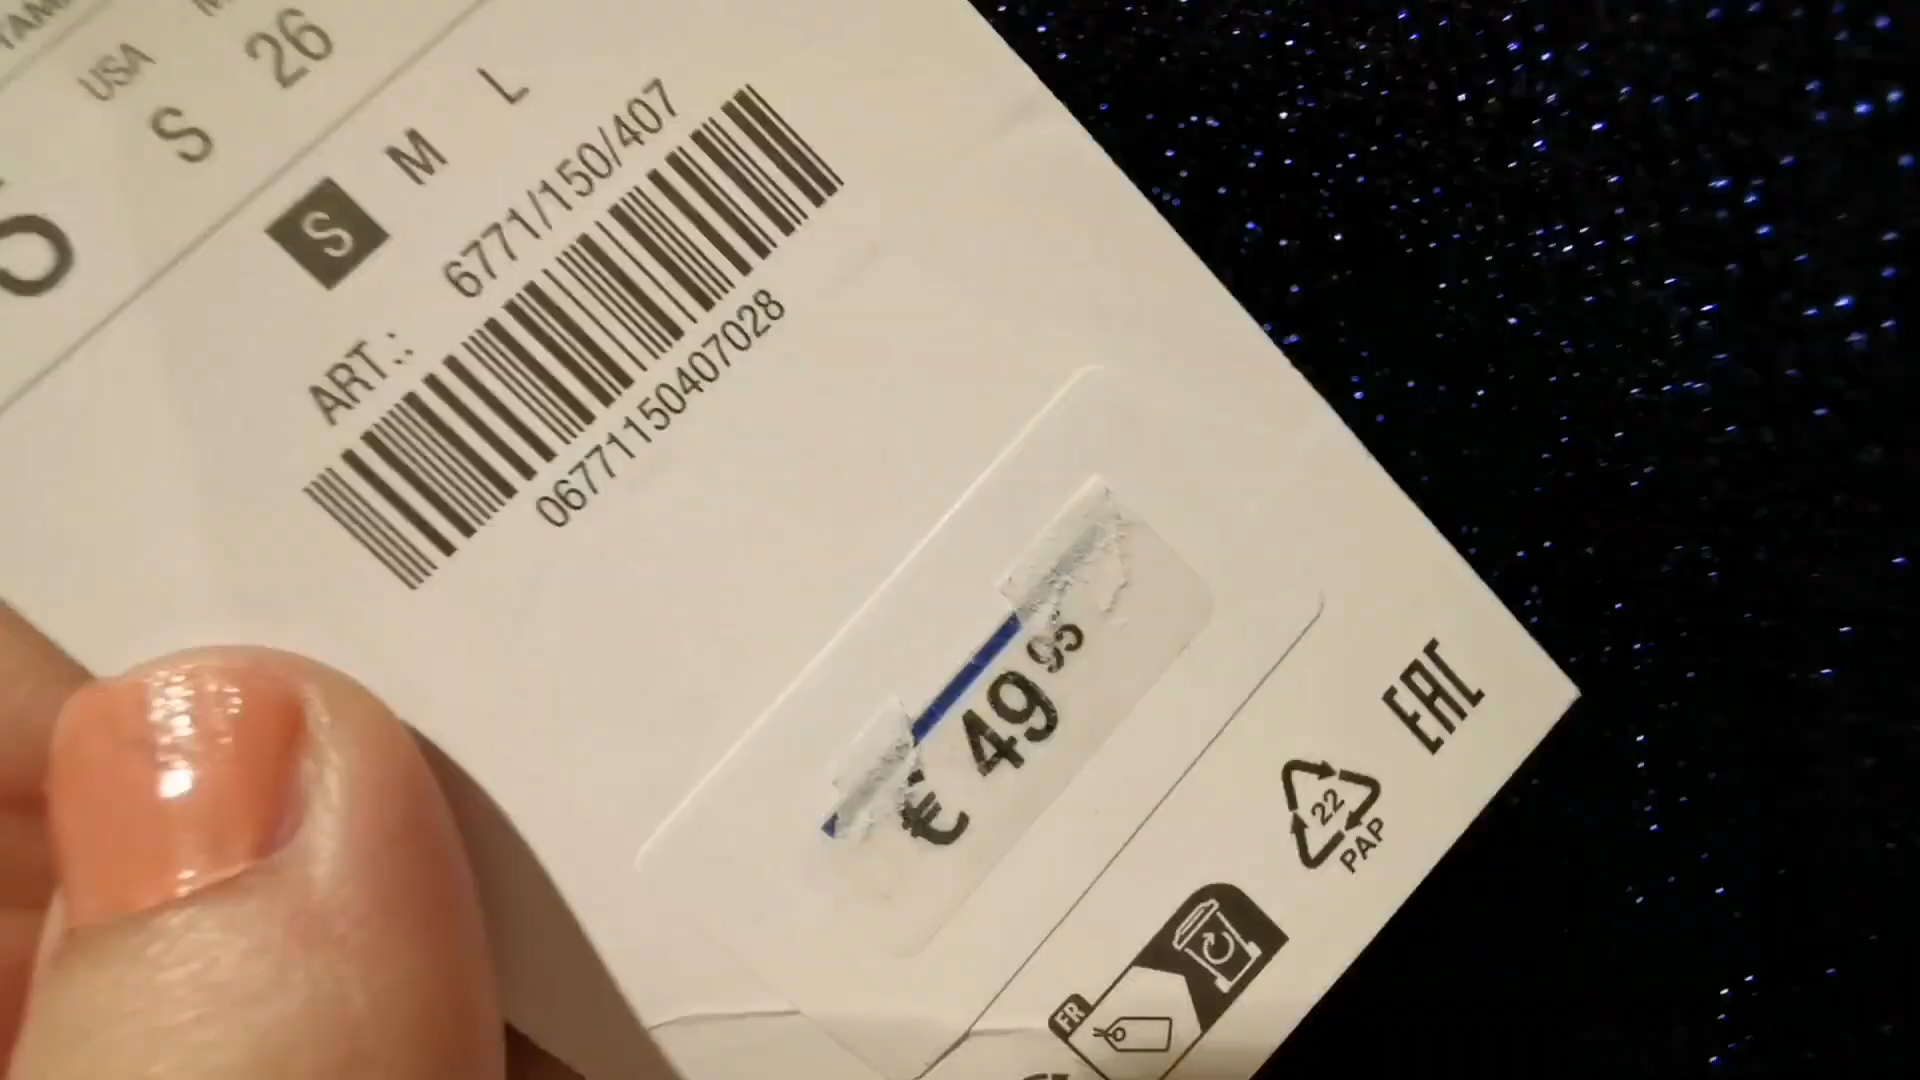 USA
S
26
S M L
ART.: 6771/150/407
06771150407028
€ 49 95
EAC
22
PAP
FR